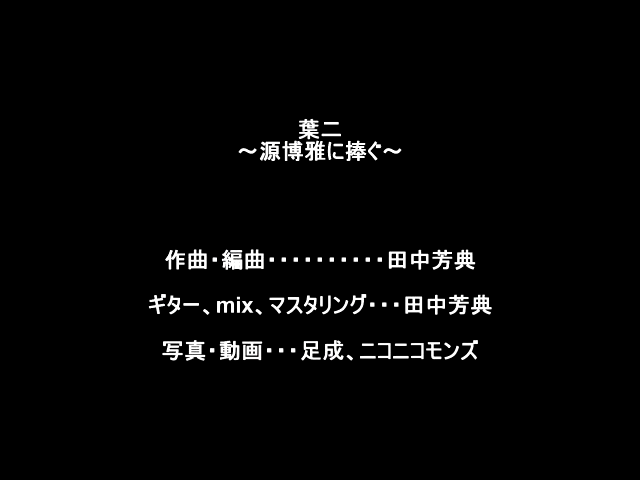 葉二
～源博雅に捧ぐ～
作曲・編曲・・・・・・・・・・田中芳典
ギター、mix、マスタリング・・・田中芳典
写真・動画・・・足成、ニコニコモンズ